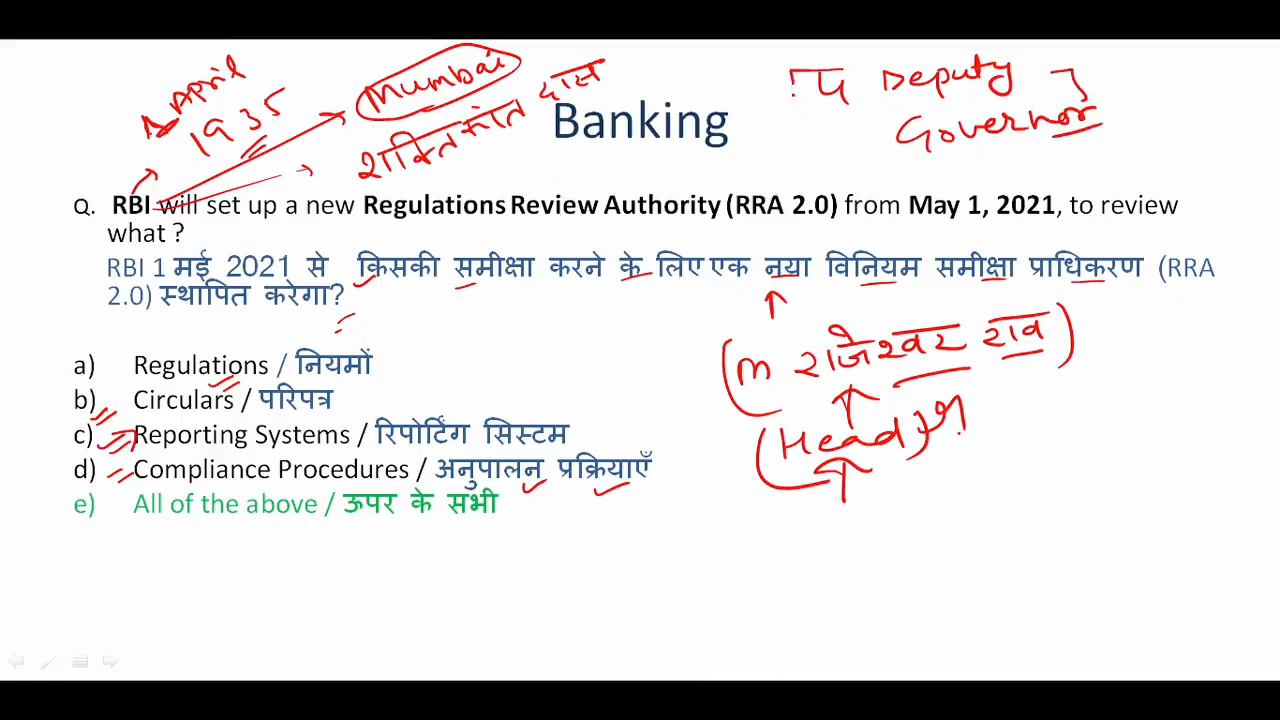 1 April
1935
Mumbai
शक्तिकांत दास
4 Deputy
Governor
Banking
Q. RBI will set up a new Regulations Review Authority (RRA 2.0) from May 1, 2021, to review
what ?
RBI 1 मई 2021 से किसकी समीक्षा करने के लिए एक नया विनियम समीक्षा प्राधिकरण (RRA
2.0) स्थापित करेगा?
(m राजेश्वर राव)
(Head)
a) Regulations / नियमों
b) Circulars / परिपत्र
c) Reporting Systems / रिपोर्टिंग सिस्टम
d) Compliance Procedures / अनुपालन प्रक्रियाएँ
e) All of the above / ऊपर के सभी